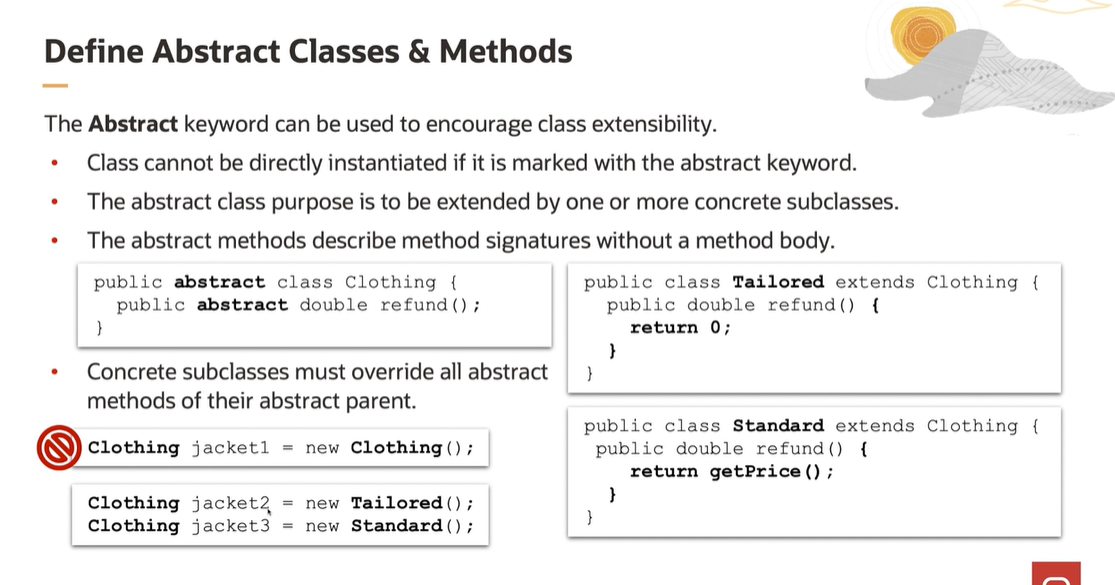 Define Abstract Classes & Methods
The Abstract keyword can be used to encourage class extensibility.
• Class cannot be directly instantiated if it is marked with the abstract keyword.
• The abstract class purpose is to be extended by one or more concrete subclasses.
• The abstract methods describe method signatures without a method body.
public abstract class Clothing {
public abstract double refund();
}
• Concrete subclasses must override all abstract
methods of their abstract parent.
Clothing jacket1 = new Clothing();
Clothing jacket2 = new Tailored();
Clothing jacket3 = new Standard();
public class Tailored extends Clothing {
public double refund() {
return 0;
}
}
public class Standard extends Clothing {
public double refund() {
return getPrice();
}
}